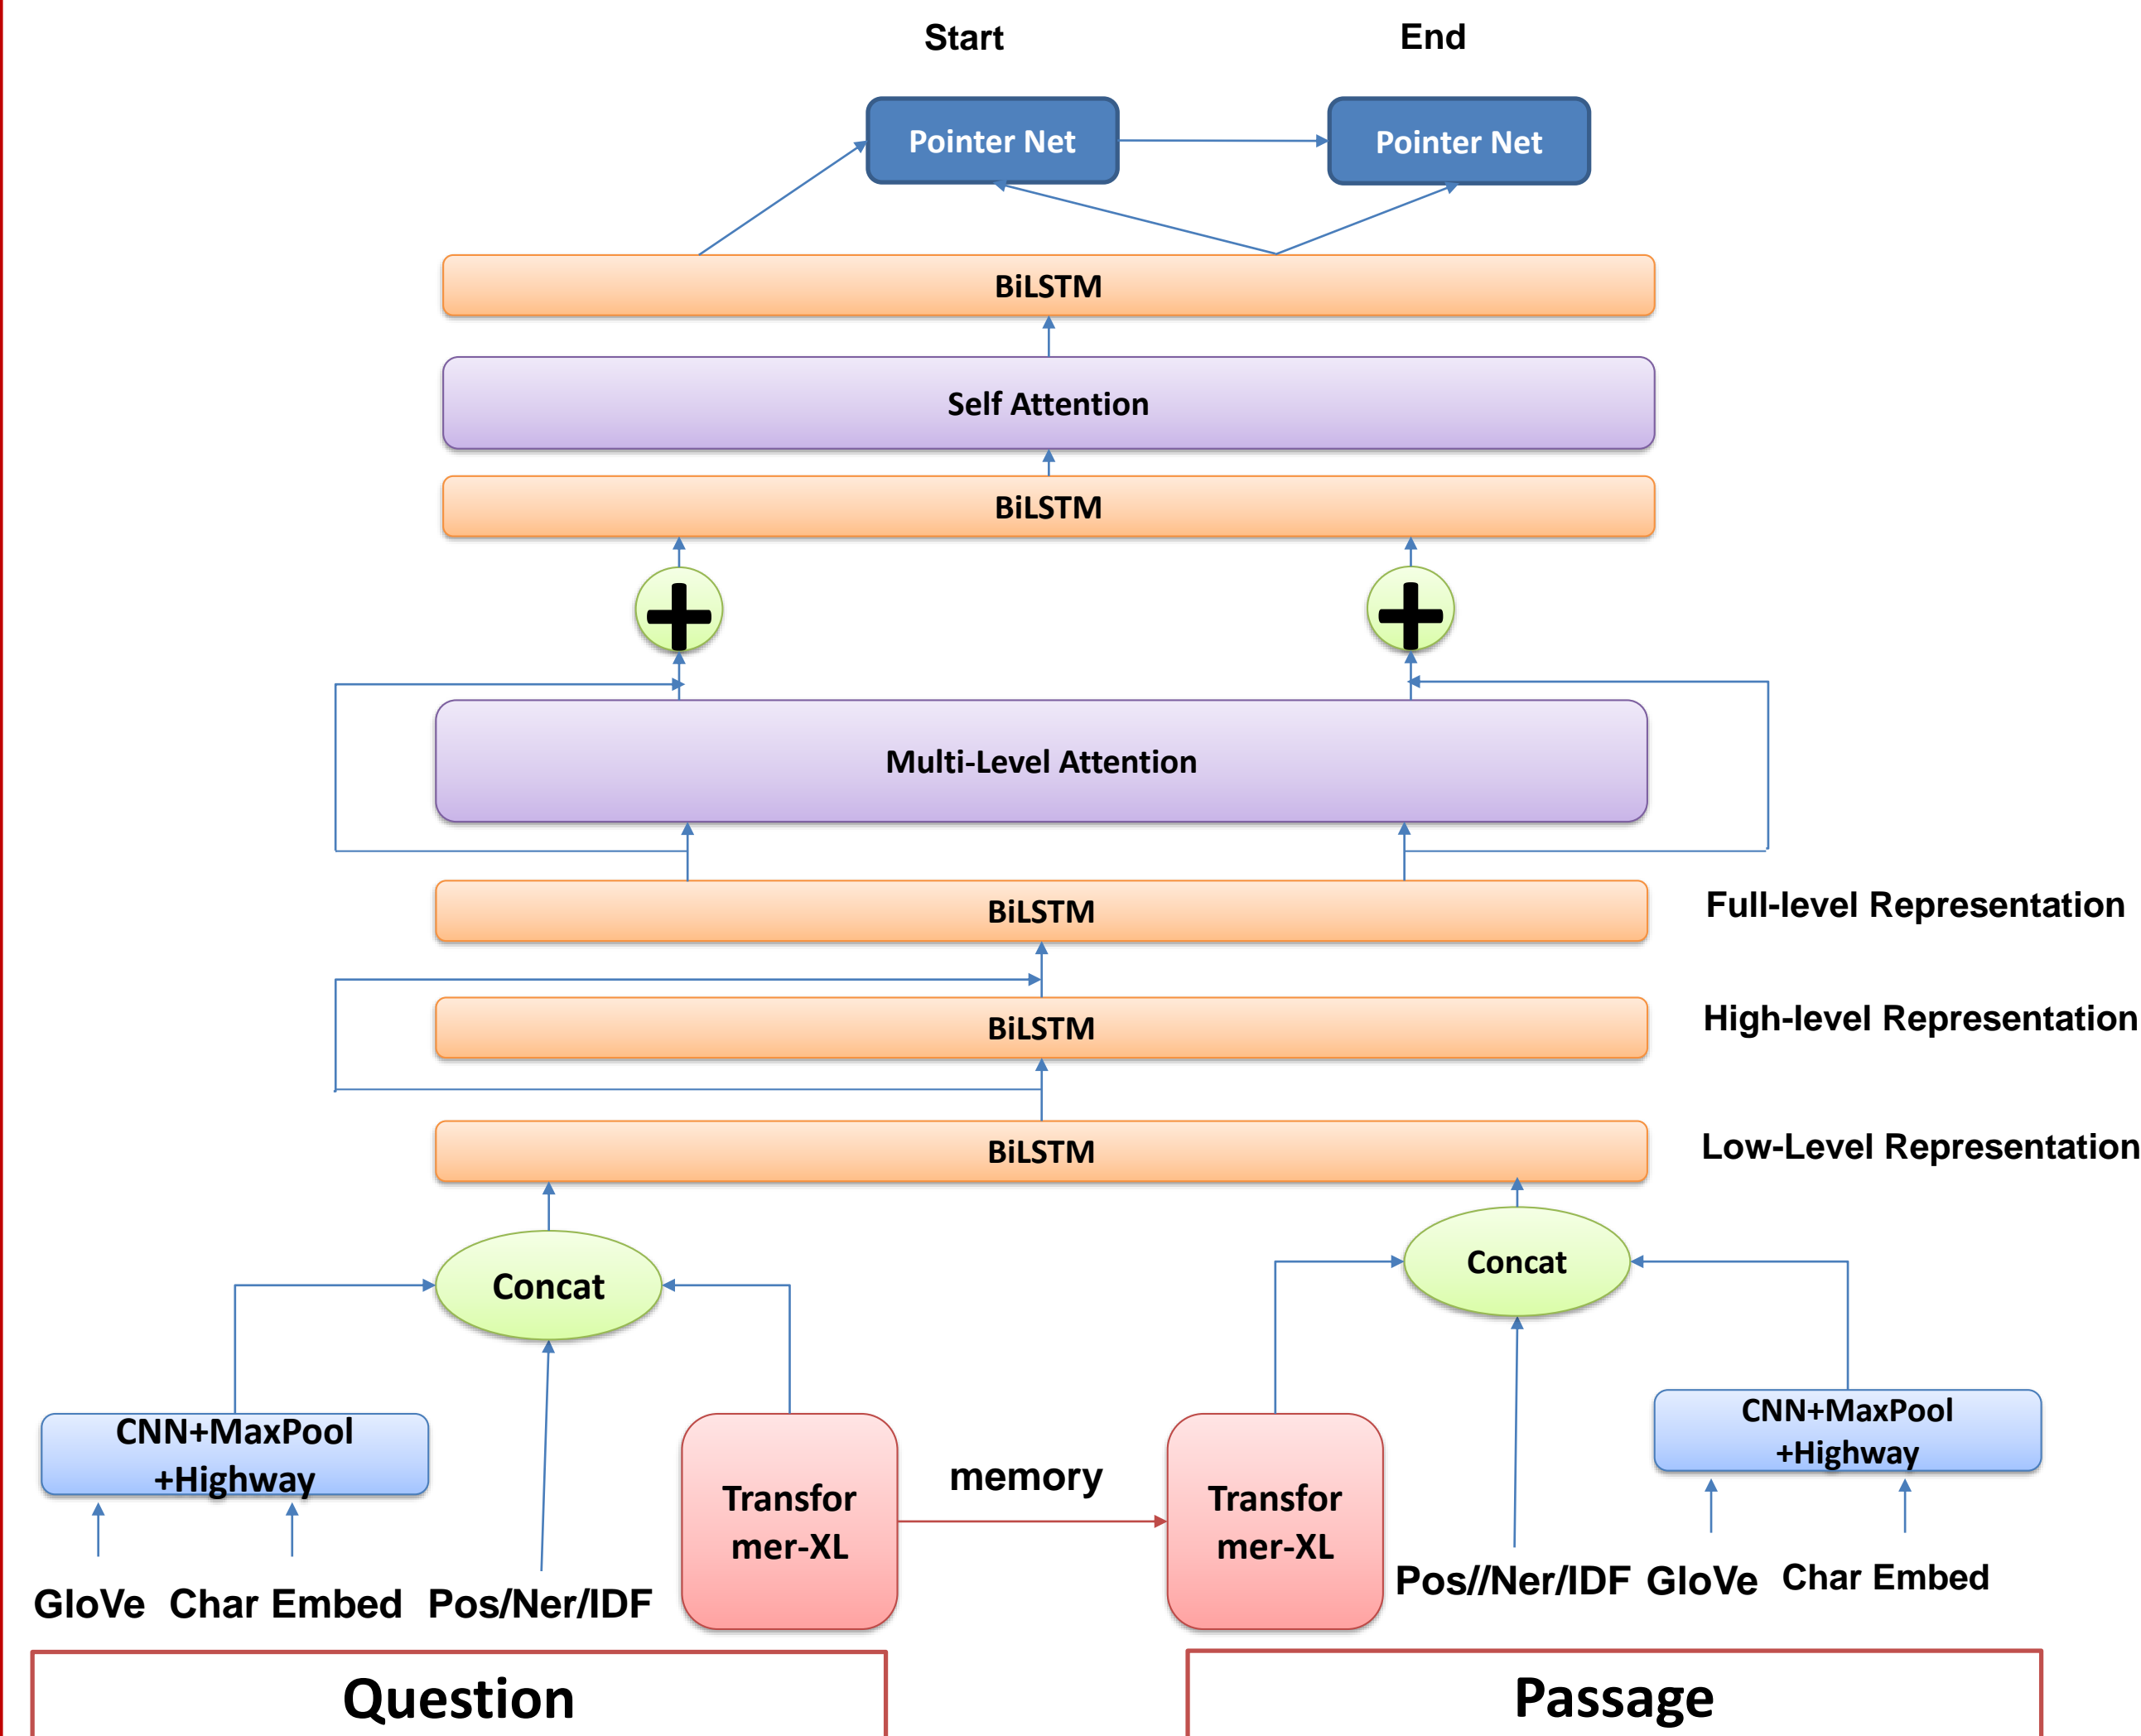 Start
End
Pointer Net
Pointer Net
BiLSTM
Self Attention
BiLSTM
Multi-Level Attention
BiLSTM
Full-level Representation
BiLSTM
High-level Representation
BiLSTM
Low-Level Representation
Concat
Concat
CNN+MaxPool
+Highway
Transfor
mer-XL
memory
Transfor
mer-XL
CNN+MaxPool
+Highway
GloVe
Char Embed
Pos/Ner/IDF
Pos//Ner/IDF
GloVe
Char Embed
Question
Passage